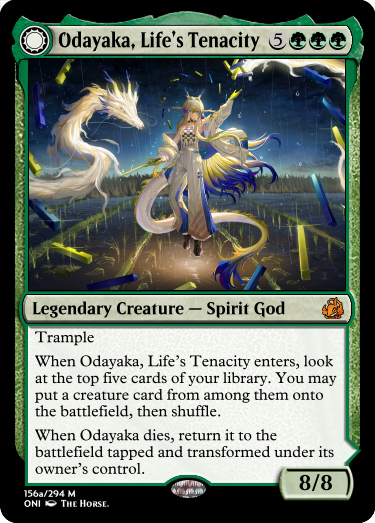 Odayaka, Life's Tenacity 5
Legendary Creature — Spirit God
Trample
When Odayaka, Life's Tenacity enters, look
at the top five cards of your library. You may
put a creature card from among them onto
the battlefield, then shuffle.
When Odayaka dies, return it to the
battlefield tapped and transformed under its
owner's control.
8/8
156a/294 M
ONI The Horse.